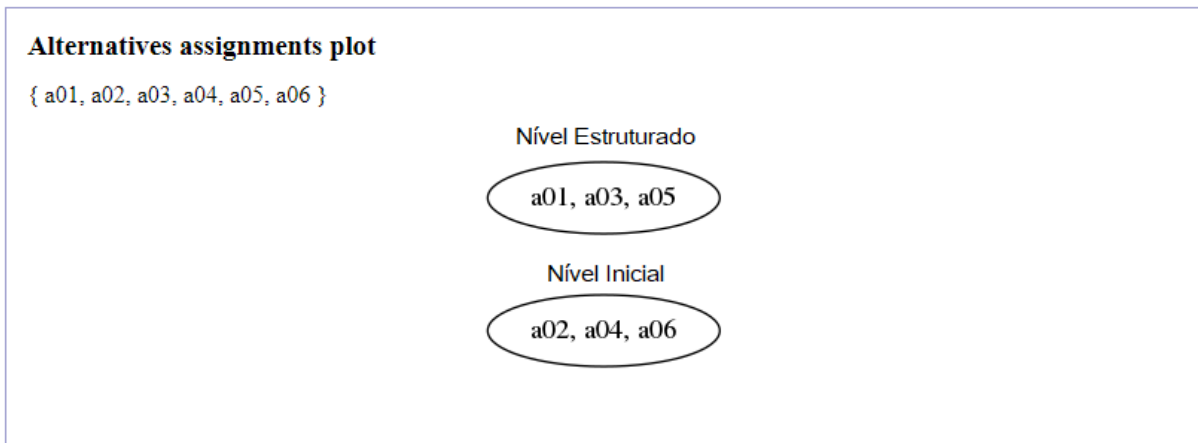 Alternatives assignments plot
{ a01, a02, a03, a04, a05, a06 }
Nível Estruturado
a01, a03, a05
Nível Inicial
a02, a04, a06